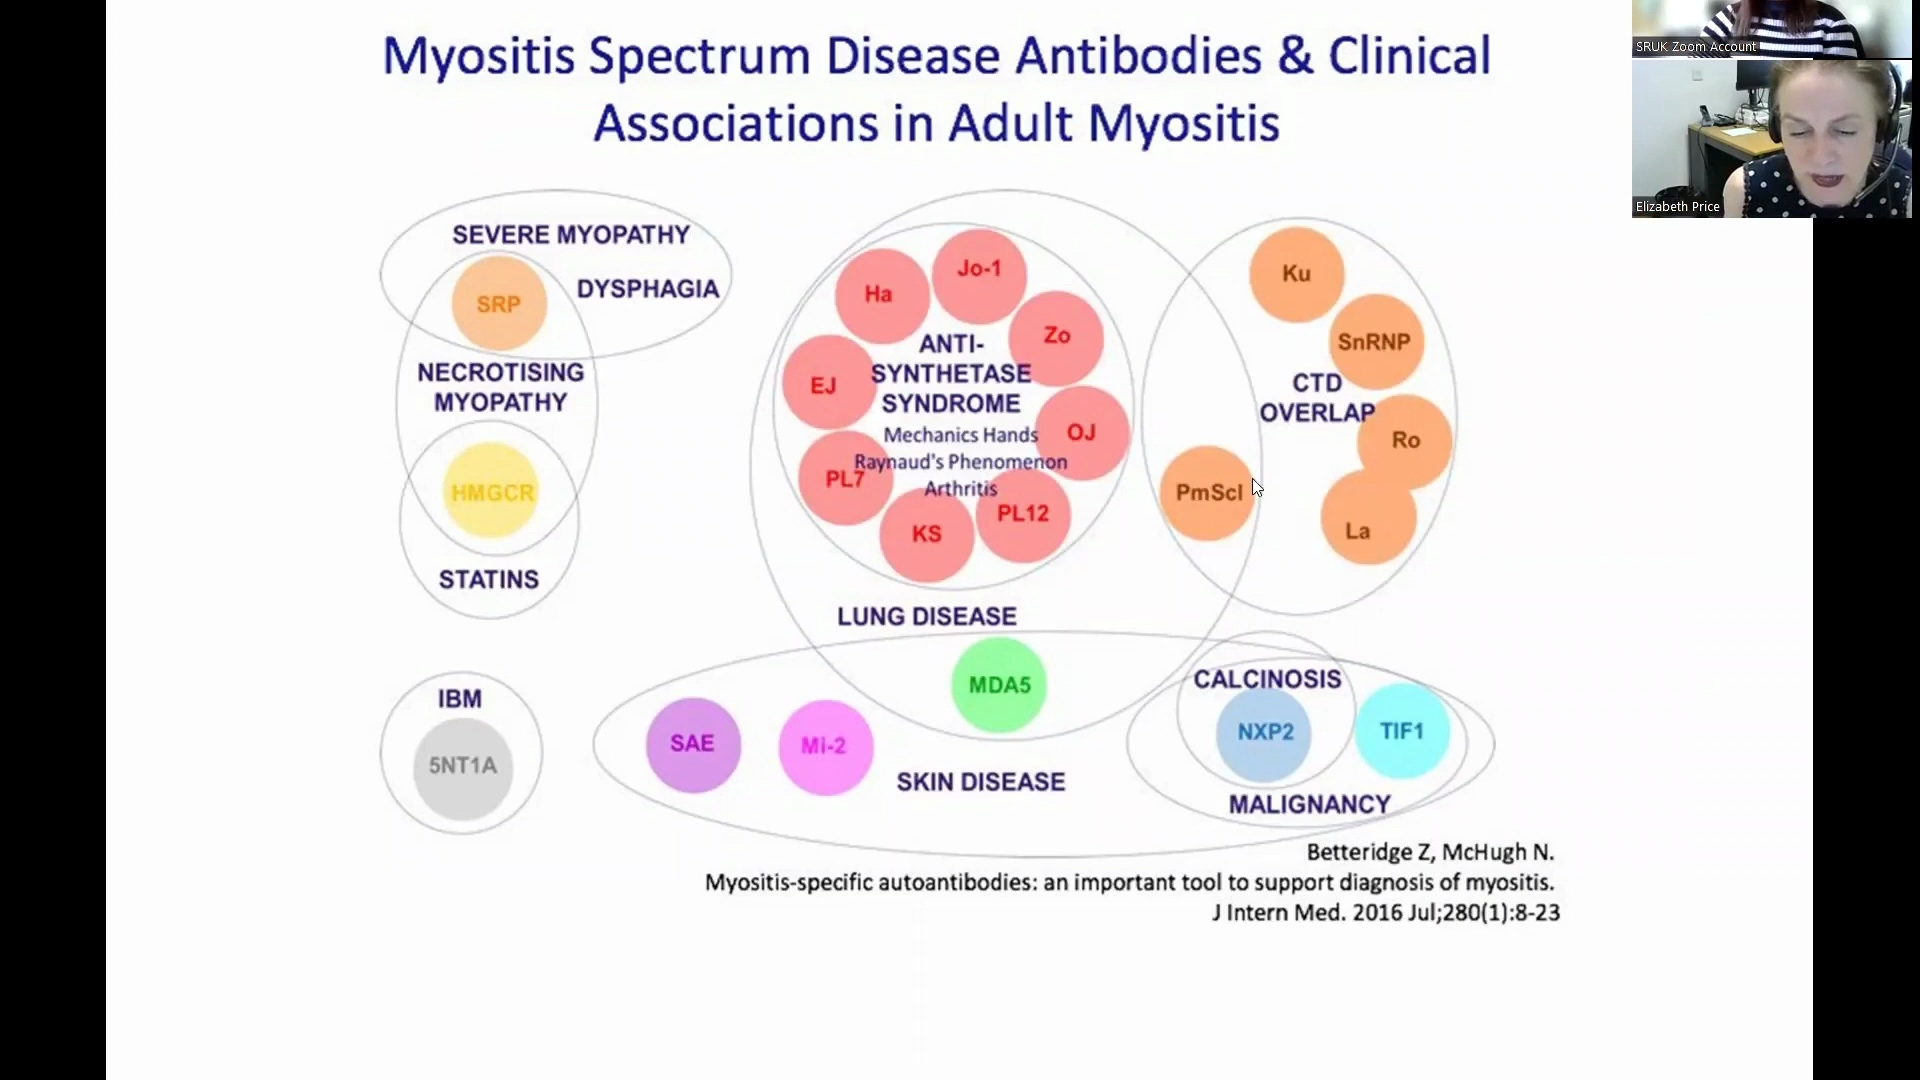 Myositis Spectrum Disease Antibodies & Clinical
Associations in Adult Myositis
SRUK Zoom Account
Elizabeth Price
SEVERE MYOPATHY
DYSPHAGIA
SRP
NECROTISING
MYOPATHY
HMGCR
STATINS
Jo-1
Ha
Zo
ANTI-
SYNTHETASE
SYNDROME
EJ
OJ
Mechanics Hands
Raynaud's Phenomenon
Arthritis
PL7
PL12
KS
LUNG DISEASE
Ku
SnRNP
CTD
OVERLAP
Ro
PmScl
La
IBM
5NT1A
MDA5
SAE
Mi-2
SKIN DISEASE
CALCINOSIS
NXP2
TIF1
MALIGNANCY
Betteridge Z, McHugh N.
Myositis-specific autoantibodies: an important tool to support diagnosis of myositis.
J Intern Med. 2016 Jul;280(1):8-23